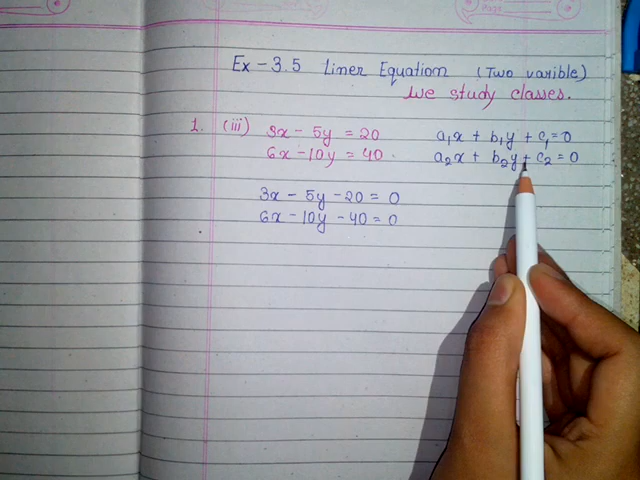 Ex - 3.5 Liner Equation (Two varible)
We study classes.
1. (iii) 3x - 5y = 20
6x - 10y = 40.
a₁x + b₁y + c₁ = 0
a₂x + b₂y + c₂ = 0
3x - 5y - 20 = 0
6x - 10y - 40 = 0